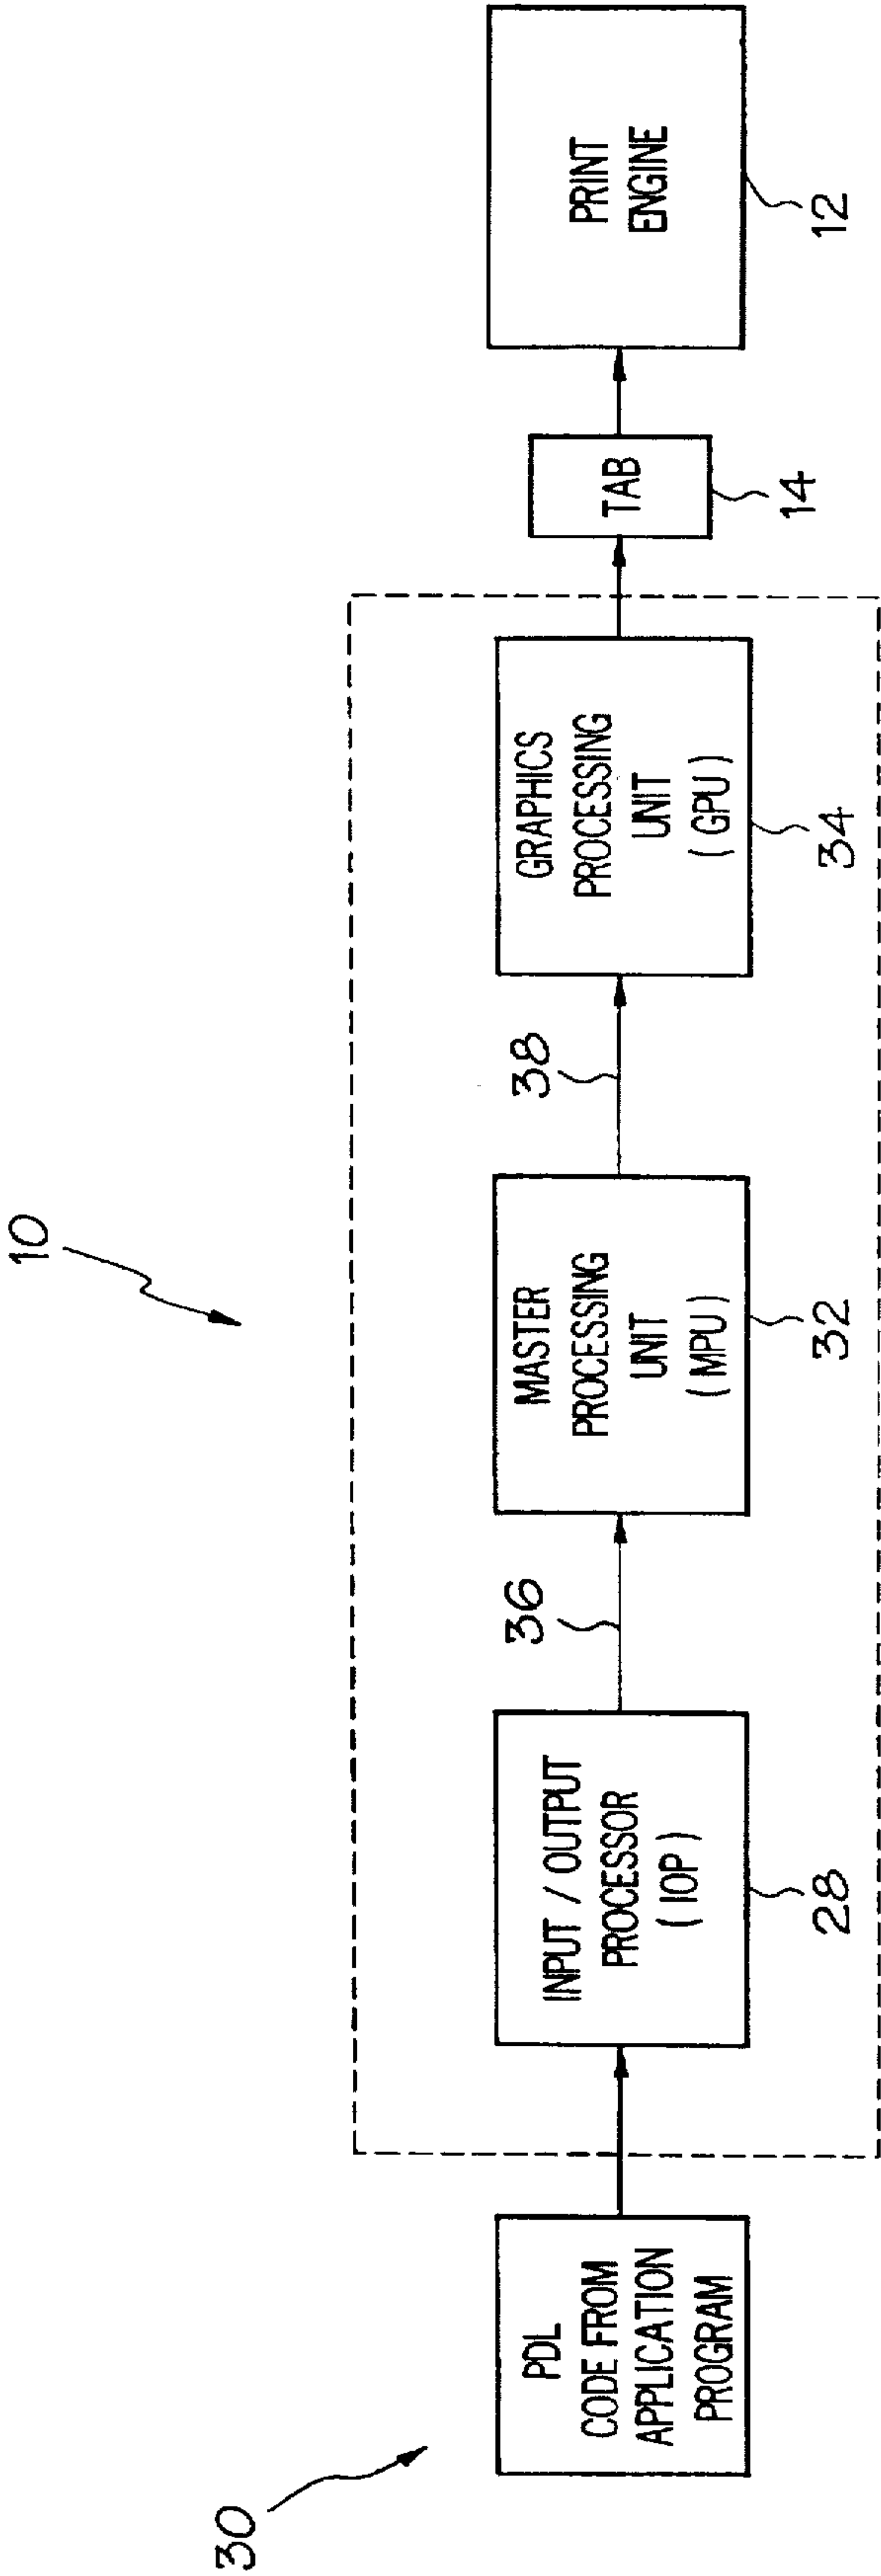 10
30
PDL
CODE FROM
APPLICATION
PROGRAM
INPUT / OUTPUT
PROCESSOR
( IOP )
28
36
MASTER
PROCESSING
UNIT
( MPU )
32
38
GRAPHICS
PROCESSING
UNIT
( GPU )
34
TAB
14
PRINT
ENGINE
12